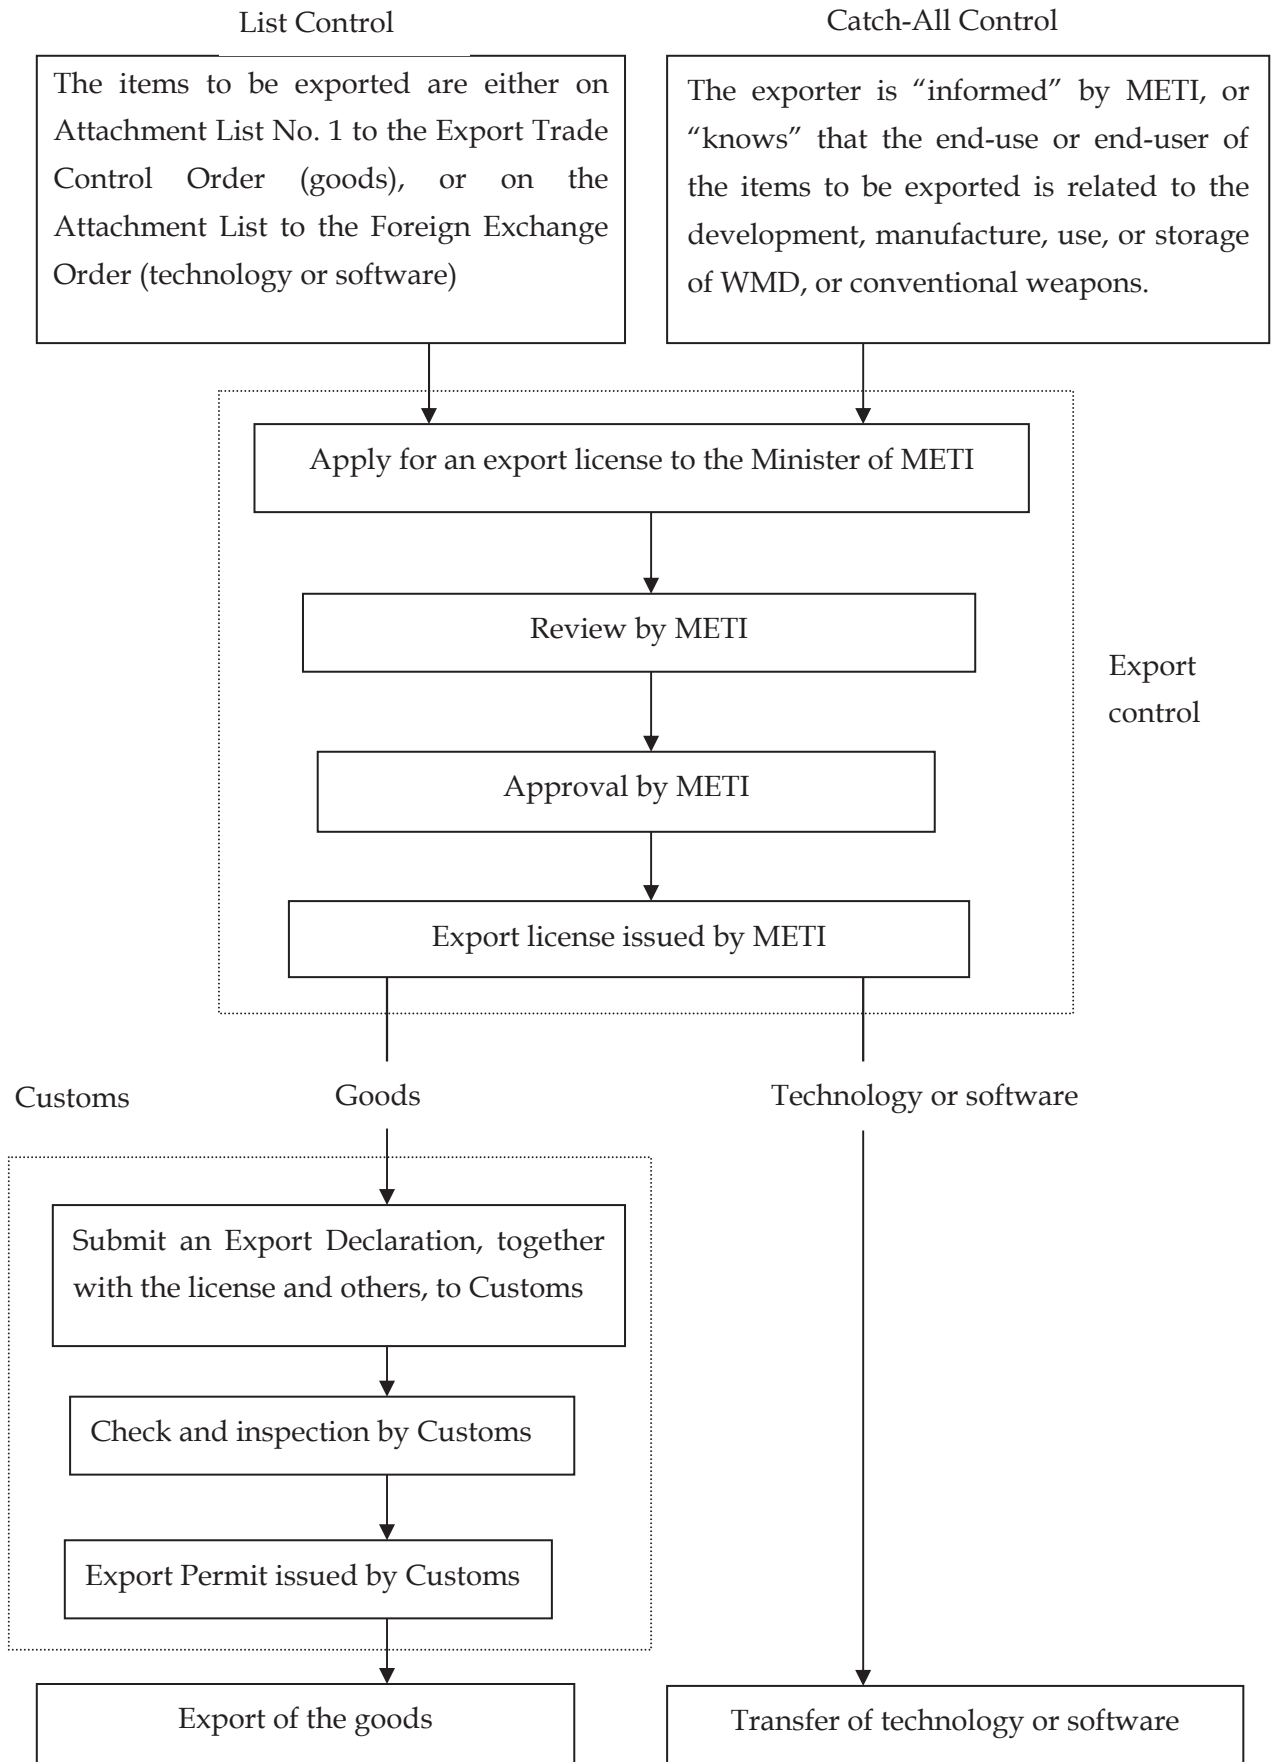 List Control
Catch-All Control
The items to be exported are either on
Attachment List No. 1 to the Export Trade
Control Order (goods), or on the
Attachment List to the Foreign Exchange
Order (technology or software)
The exporter is “informed” by METI, or
“knows” that the end-use or end-user of
the items to be exported is related to the
development, manufacture, use, or storage
of WMD, or conventional weapons.
Apply for an export license to the Minister of METI
Review by METI
Export
control
Approval by METI
Export license issued by METI
Customs
Goods
Technology or software
Submit an Export Declaration, together
with the license and others, to Customs
Check and inspection by Customs
Export Permit issued by Customs
Export of the goods
Transfer of technology or software